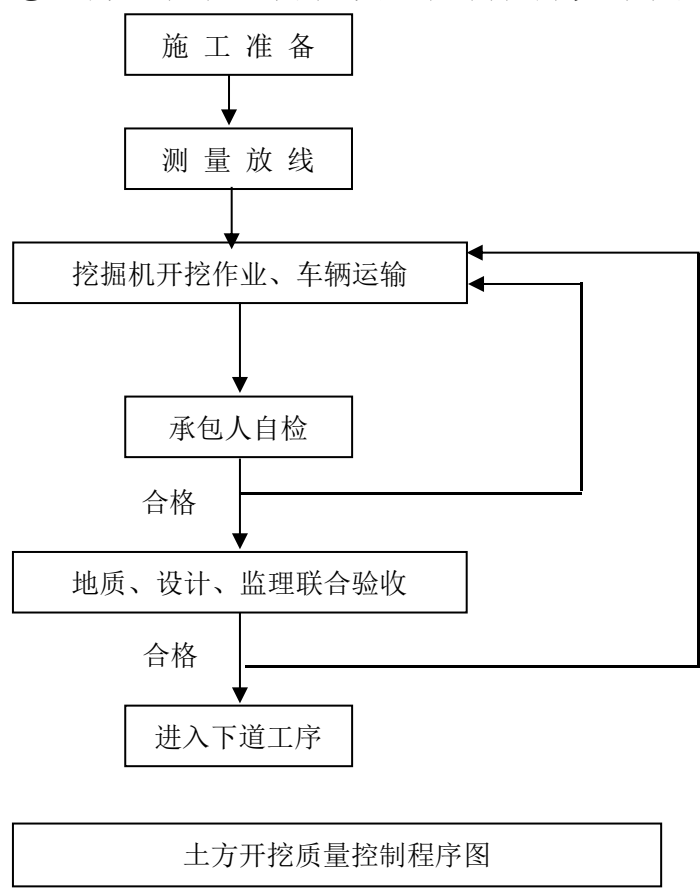 施工准备
测量放线
挖掘机开挖作业、车辆运输
承包人自检
合格
地质、设计、监理联合验收
合格
进入下道工序
土方开挖质量控制程序图